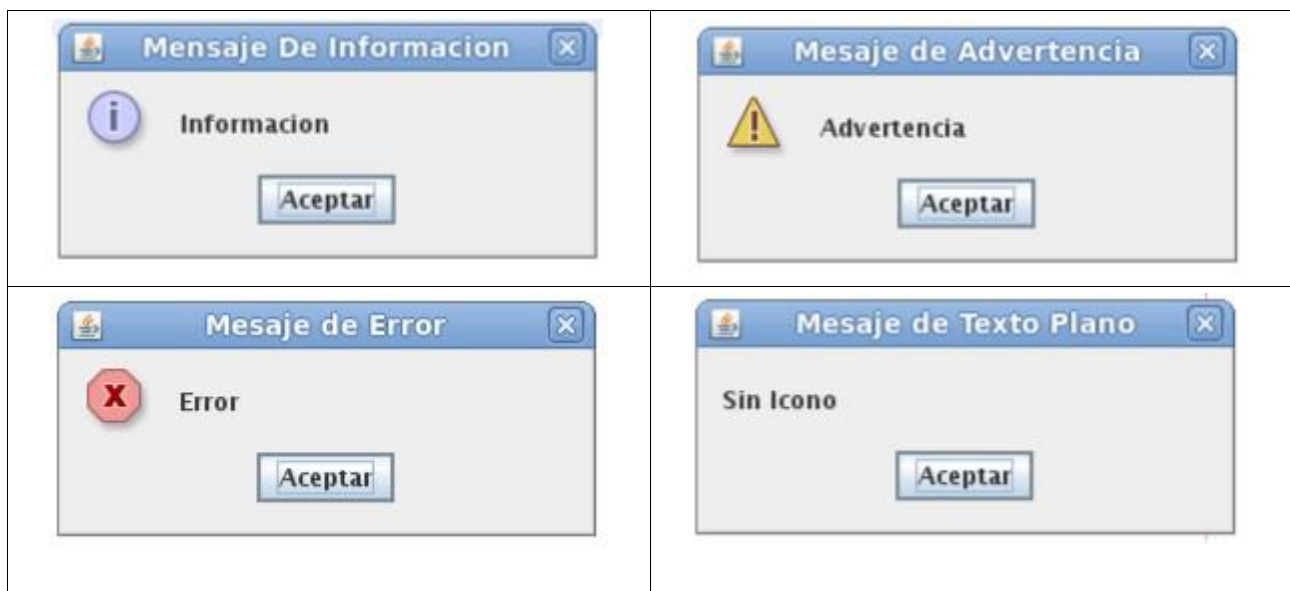 Mensaje De Informacion
Informacion
Aceptar
Mesaje de Advertencia
Advertencia
Aceptar
Mesaje de Error
Error
Aceptar
Mesaje de Texto Plano
Sin Icono
Aceptar